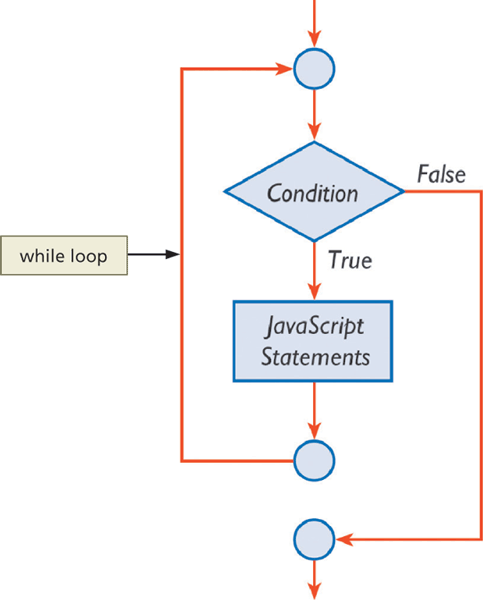 False
Condition
while loop
True
JavaScript
Statements